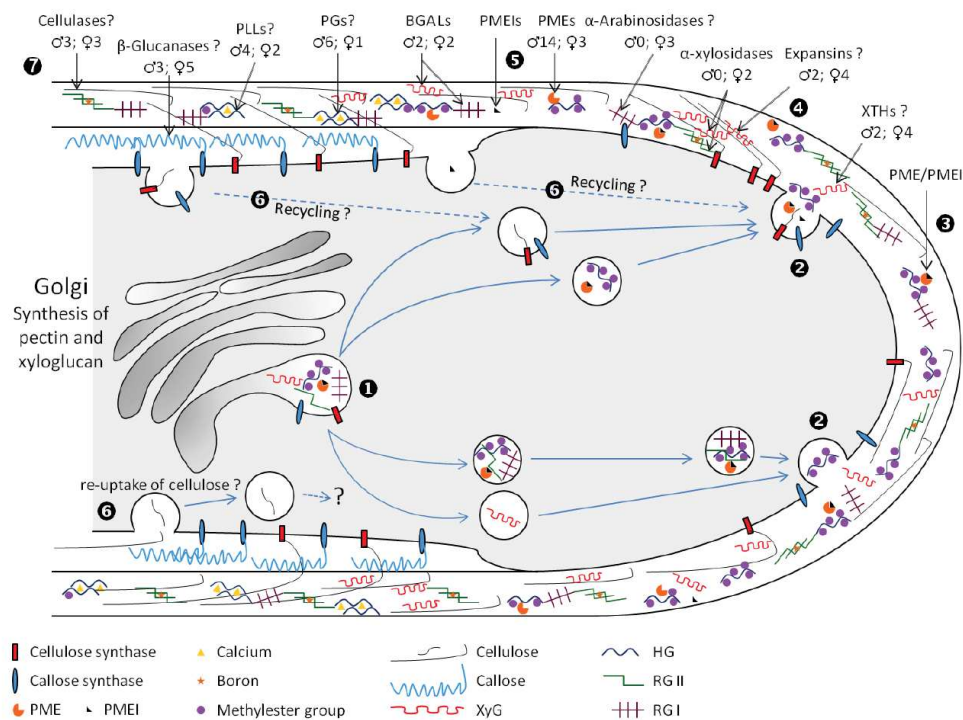 Cellulases?
♂3; ♀3
β-Glucanases ?
♂3; ♀5
PLLs?
♂4; ♀2
PGs?
♂6; ♀1
BGALs
♂2; ♀2
PMEIs
PMEs
♂14; ♀3
α-Arabinosidases ?
♂0; ♀3
α-xylosidases
♂0; ♀2
Expansins ?
♂2; ♀4
XTHs ?
♂2; ♀4
PME/PMEI
7
5
4
3
6
Recycling ?
6
Recycling ?
2
Golgi
Synthesis of
pectin and
xyloglucan
1
2
re-uptake of cellulose ?
6
?
Cellulose synthase
Callose synthase
PME
PMEI
Calcium
Boron
Methylester group
Cellulose
Callose
XyG
HG
RG II
RG I